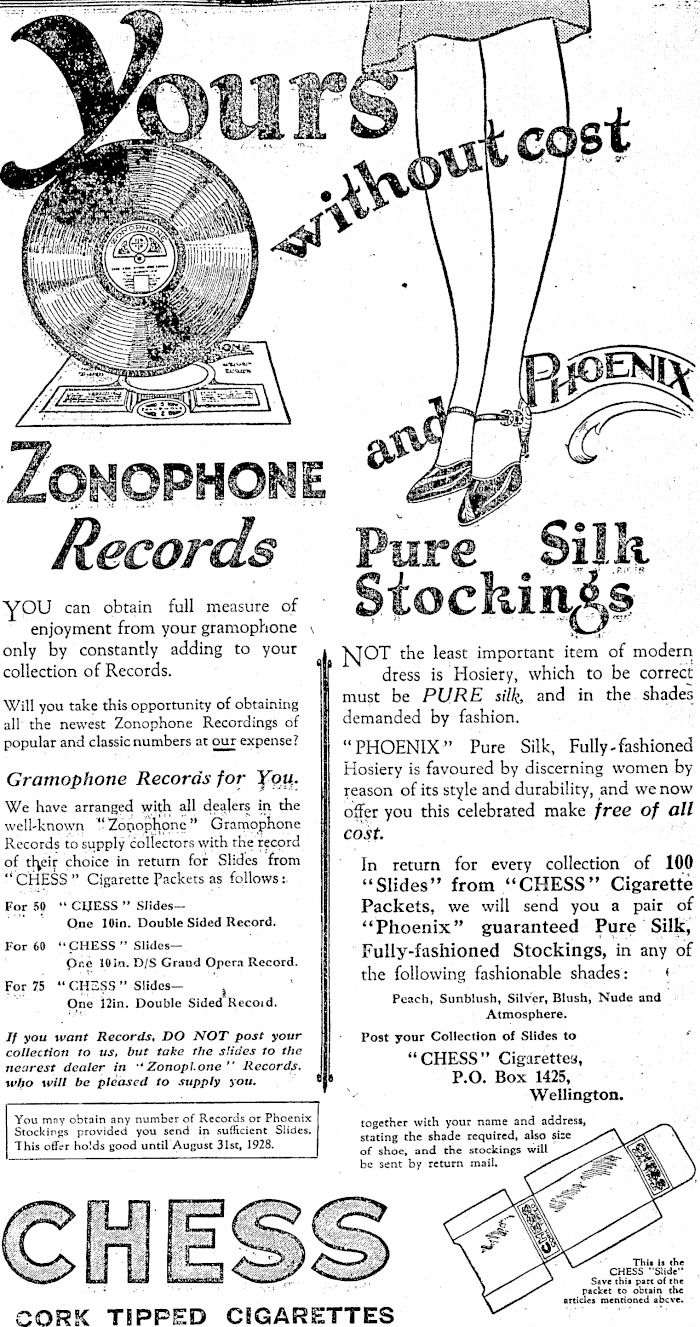 Yours
without cost
ZONOPHONE
and PHOENIX
ZONOPHONE
Records
YOU can obtain full measure of
enjoyment from your gramophone
only by constantly adding to your
collection of Records.
Will you take this opportunity of obtaining
all the newest Zonophone Recordings of
popular and classic numbers at our expense?
Gramophone Records for You.
We have arranged with all dealers in the
well-known "Zonophone" Gramophone
Records to supply collectors with the record
of their choice in return for Slides from
"CHESS" Cigarette Packets as follows:
For 50 "CHESS" Slides—
One 10in. Double Sided Record.
For 60 "CHESS" Slides—
One 10in. D/S Grand Opera Record.
For 75 "CHESS" Slides—
One 12in. Double Sided Record.
If you want Records, DO NOT post your
collection to us, but take the slides to the
nearest dealer in "Zonophone" Records,
who will be pleased to supply you.
You may obtain any number of Records or Phoenix
Stockings provided you send in sufficient Slides.
This offer holds good until August 31st, 1928.
Pure Silk
Stockings
NOT the least important item of modern
dress is Hosiery, which to be correct
must be PURE silk, and in the shades
demanded by fashion.
"PHOENIX" Pure Silk, Fully-fashioned
Hosiery is favoured by discerning women by
reason of its style and durability, and we now
offer you this celebrated make free of all
cost.
In return for every collection of 100
"Slides" from "CHESS" Cigarette
Packets, we will send you a pair of
"Phoenix" guaranteed Pure Silk,
Fully-fashioned Stockings, in any of
the following fashionable shades:
Peach, Sunblush, Silver, Blush, Nude and
Atmosphere.
Post your Collection of Slides to
"CHESS" Cigarettes,
P.O. Box 1425,
Wellington.
together with your name and address,
stating the shade required, also size
of shoe, and the stockings will
be sent by return mail.
This is the
CHESS "Slide"
Save this part of the
packet to obtain the
articles mentioned above.
CHESS
CORK TIPPED CIGARETTES